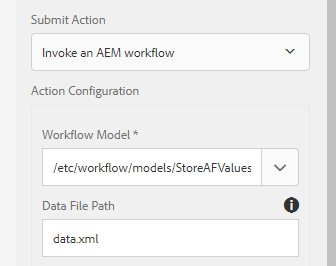 Submit Action
Invoke an AEM workflow
Action Configuration
Workflow Model *
/etc/workflow/models/StoreAFValues
Data File Path
data.xml